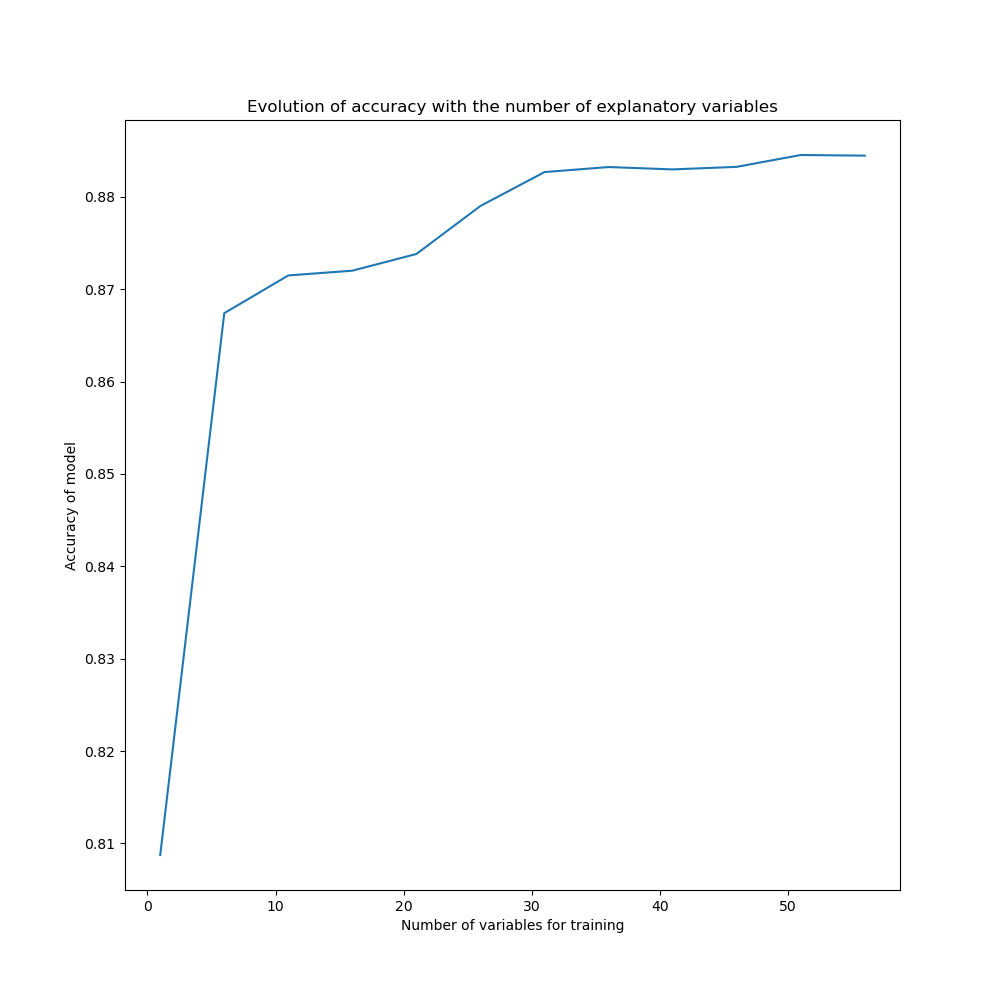 Evolution of accuracy with the number of explanatory variables
0.88
0.87
0.86
0.85
0.84
0.83
0.82
0.81
Accuracy of model
0 10 20 30 40 50
Number of variables for training